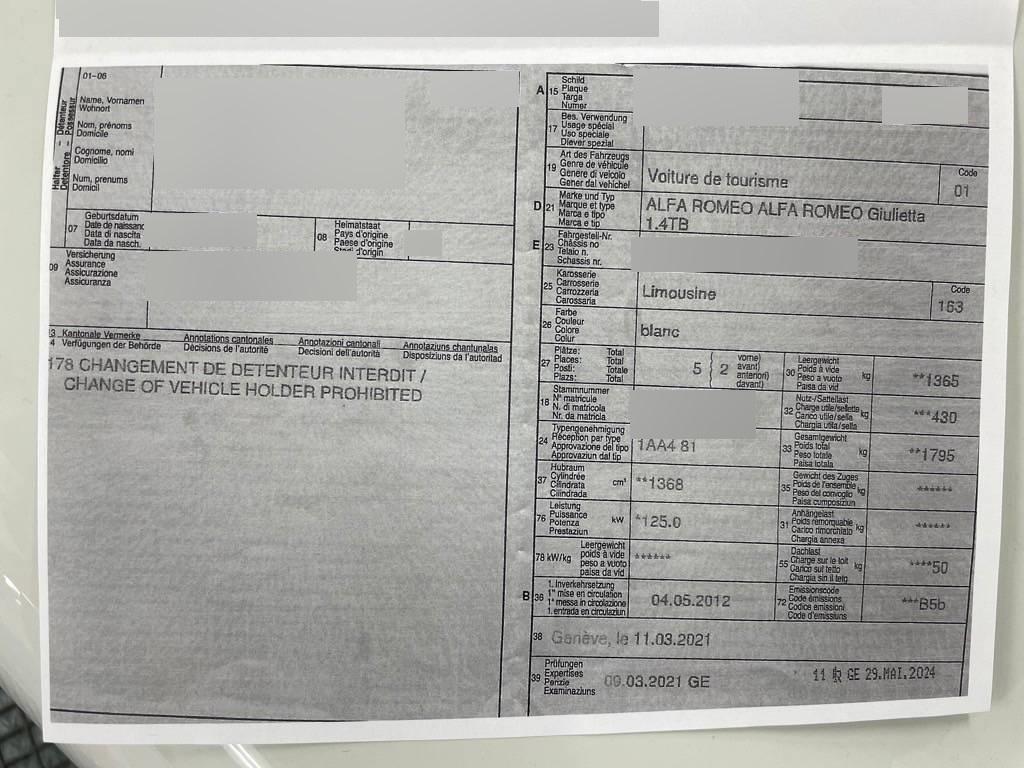 01-06
Halter - Détenteur
Detentore - Possessur
Name, Vornamen
Wohnort
Nom, prénoms
Domicile
Cognome, nomi
Domicilio
Num, prenums
Domicil
07
Geburtsdatum
Date de naissanc
Data di nascita
Data da nasch.
08
Heimatstaat
Pays d'origine
Paese d'origine
d'origin
09
Versicherung
Assurance
Assicurazione
Assicuranza
3 Kantonale Vermerke Annotations cantonales Annotazioni cantonali Annotaziuns chantunalas
4 Verfügungen der Behörde Décisions de l'autorité Decisioni dell'autorità Disposiziuns da l'autoritad
178 CHANGEMENT DE DETENTEUR INTERDIT /
CHANGE OF VEHICLE HOLDER PROHIBITED
A 15
Schild
Plaque
Targa
Numer
17
Bes. Verwendung
Usage spécial
Uso speciale
Diever spezial
19
Art des Fahrzeugs
Genre de véhicule
Genere di veicolo
Gener dal vehichel
Voiture de tourisme
Code
01
D 21
Marke und Typ
Marque et type
Marca e tipo
Marca e tip
ALFA ROMEO ALFA ROMEO Giulietta
1.4TB
E 23
Fahrgestell-Nr.
Châssis no
Telaio n.
Schassis nr.
25
Karosserie
Carrosserie
Carrozzeria
Carossaria
Limousine
Code
163
26
Farbe
Couleur
Colore
Colur
blanc
27
Plätze: Total
Places: Total
Posti: Totale
Plazs: Total
5 { 2 vorne)
avant)
anteriori)
davant)
30
Leergewicht
Poids à vide
Peso a vuoto
Paisa da vid
kg
**1365
18
Stammnummer
N° matricule
N. di matricola
Nr. da matricla
32
Nutz-/Sattellast
Charge utile/sellette
Carico utile/sella
Chargia utila/sella
kg
***430
24
Typengenehmigung
Réception par type
Approvazione del tipo
Approvaziun dal tip
1AA4 81
33
Gesamtgewicht
Poids total
Peso totale
Paisa totala
kg
**1795
37
Hubraum
Cylindrée
Cilindrata
Cilindrada
cm³
**1368
35
Gewicht des Zuges
Poids de l'ensemble
Peso del convoglio
Paisa cumposiziun
kg
******
76
Leistung
Puissance
Potenza
Prestaziun
kW
*125.0
31
Anhängelast
Poids remorquable
Carico rimorchiato
Chargia annexa
kg
******
78 kW/kg
Leergewicht
poids à vide
peso a vuoto
paisa da vid
******
55
Dachlast
Charge sur le toit
Carico sul tetto
Chargia sin il tetg
kg
****50
B 36
1. Inverkehrsetzung
1re mise en circulation
1a messa in circolazione
1. entrada en circulaziun
04.05.2012
72
Emissionscode
Code émissions
Codice emissioni
Code d'emissiuns
***B5b
38
Genève, le 11.03.2021
39
Prüfungen
Expertises
Perizie
Examinaziuns
09.03.2021 GE
11 GE 29.MAI.2024